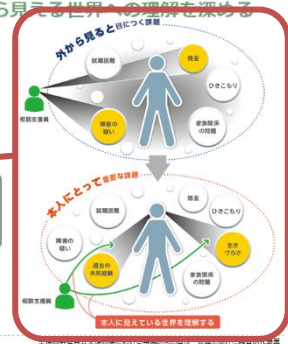 ら見える世界への理解を深める
外から見ると目につく課題
就職困難
借金
ひきこもり
相談支援員
障害の
疑い
家族関係
の問題
本人にとって重要な課題
借金
就職困難
ひきこもり
障害の
疑い
過去の
失敗経験
生き
づらさ
家族関係
の問題
相談支援員
本人に見えている世界を理解する